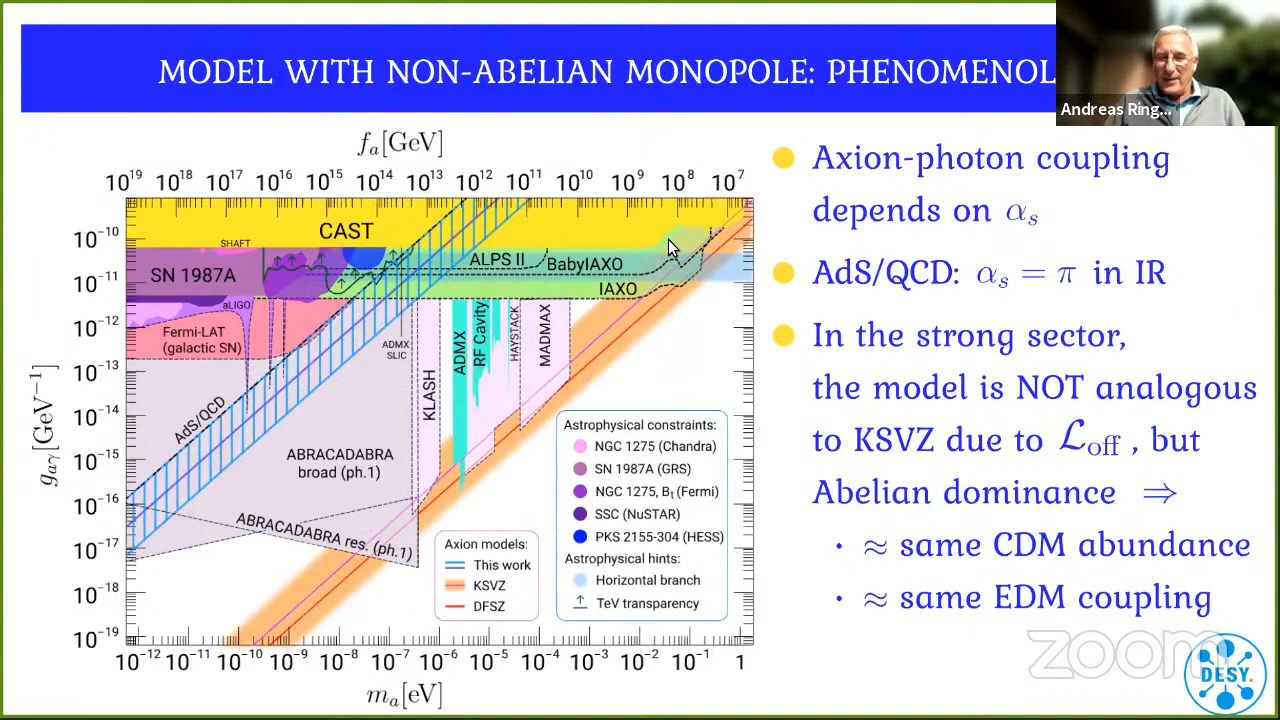 MODEL WITH NON-ABELIAN MONOPOLE: PHENOMENOL
Andreas Ring...
f_a[GeV]
10^19 10^18 10^17 10^16 10^15 10^14 10^13 10^12 10^11 10^10 10^9 10^8 10^7
g_aγ[GeV^−1]
10^−10
10^−11
10^−12
10^−13
10^−14
10^−15
10^−16
10^−17
10^−18
10^−19
CAST
SHAFT
SN 1987A
ALPS II
BabyIAXO
IAXO
aLIGO
Fermi-LAT
(galactic SN)
ADMX
SLIC
KLASH
ADMX
RF Cavity
HAYSTACK
MADMAX
AdS/QCD
ABRACADABRA
broad (ph.1)
ABRACADABRA res. (ph.1)
Axion models:
This work
KSVZ
DFSZ
Astrophysical constraints:
NGC 1275 (Chandra)
SN 1987A (GRS)
NGC 1275, B_t (Fermi)
SSC (NuSTAR)
PKS 2155-304 (HESS)
Astrophysical hints:
Horizontal branch
TeV transparency
10^−12 10^−11 10^−10 10^−9 10^−8 10^−7 10^−6 10^−5 10^−4 10^−3 10^−2 10^−1 1
m_a[eV]
Axion-photon coupling
depends on α_s
AdS/QCD: α_s = π in IR
In the strong sector,
the model is NOT analogous
to KSVZ due to ℒ_off , but
Abelian dominance ⇒
· ≈ same CDM abundance
· ≈ same EDM coupling
zoom
DESY.